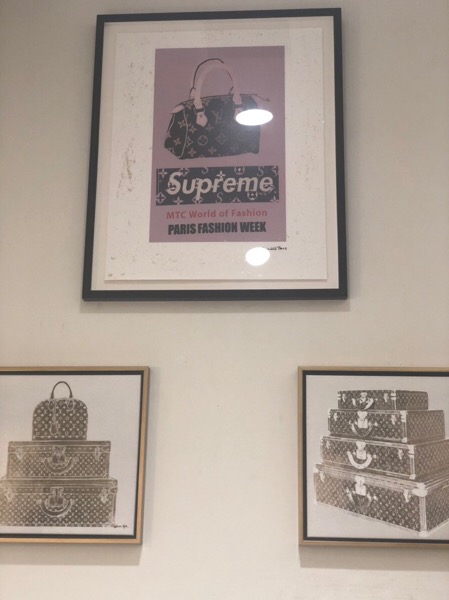 Supreme
MTC World of Fashion
PARIS FASHION WEEK